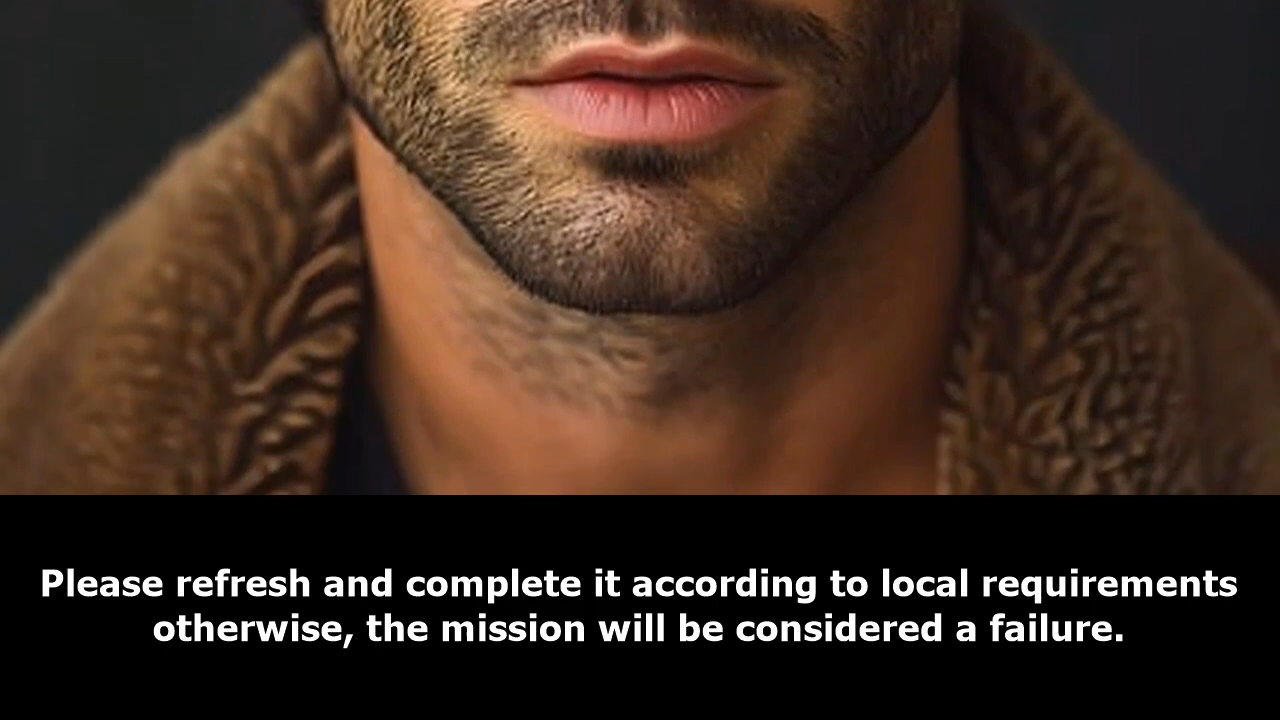 Please refresh and complete it according to local requirements
otherwise, the mission will be considered a failure.